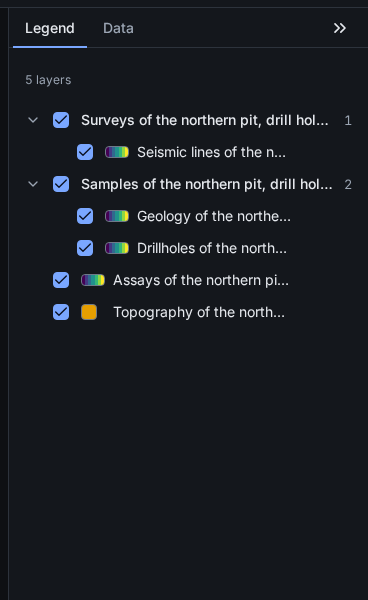 Legend Data
5 layers
Surveys of the northern pit, drill hol... 1
Seismic lines of the n...
Samples of the northern pit, drill hol... 2
Geology of the northe...
Drillholes of the north...
Assays of the northern pi...
Topography of the north...